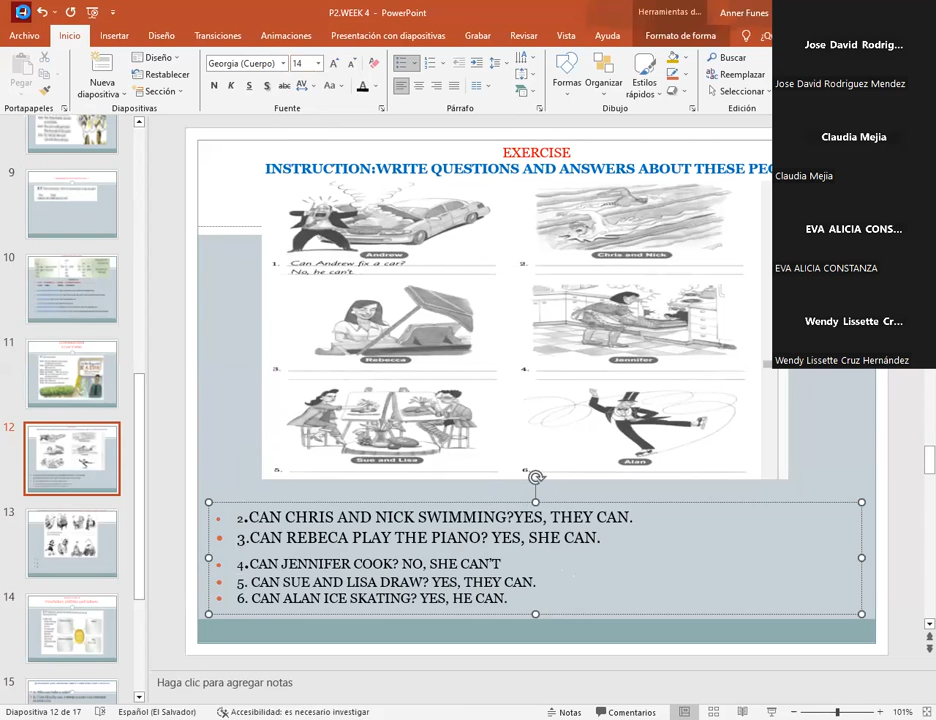 P2.WEEK 4 - PowerPoint
Herramientas d...
Anner Funes
Archivo
Inicio
Insertar
Diseño
Transiciones
Animaciones
Presentación con diapositivas
Grabar
Revisar
Vista
Ayuda
Formato de forma
Pegar
Nueva
diapositiva
Diseño
Restablecer
Sección
Georgia (Cuerpo)
14
N K S S abc AV Aa A
Formas
Organizar
Estilos
rápidos
Buscar
Reemplazar
Seleccionar
Portapapeles
Diapositivas
Fuente
Párrafo
Dibujo
Edición
Jose David Rodrig...
Jose David Rodriguez Mendez
Claudia Mejia
Claudia Mejia
EVA ALICIA CONS...
EVA ALICIA CONSTANZA
Wendy Lissette Cr...
Wendy Lissette Cruz Hernández
9
10
11
12
13
14
15
EXERCISE
INSTRUCTION:WRITE QUESTIONS AND ANSWERS ABOUT THESE PEO
Andrew
Chris and Nick
1. Can Andrew fix a car?
No, he can't.
2.
Rebecca
Jennifer
3.
4.
Sue and Lisa
Alan
5.
6.
2.CAN CHRIS AND NICK SWIMMING?YES, THEY CAN.
3.CAN REBECA PLAY THE PIANO? YES, SHE CAN.
4.CAN JENNIFER COOK? NO, SHE CAN'T
5. CAN SUE AND LISA DRAW? YES, THEY CAN.
6. CAN ALAN ICE SKATING? YES, HE CAN.
Haga clic para agregar notas
Diapositiva 12 de 17
Español (El Salvador)
Accesibilidad: es necesario investigar
Notas
Comentarios
101%